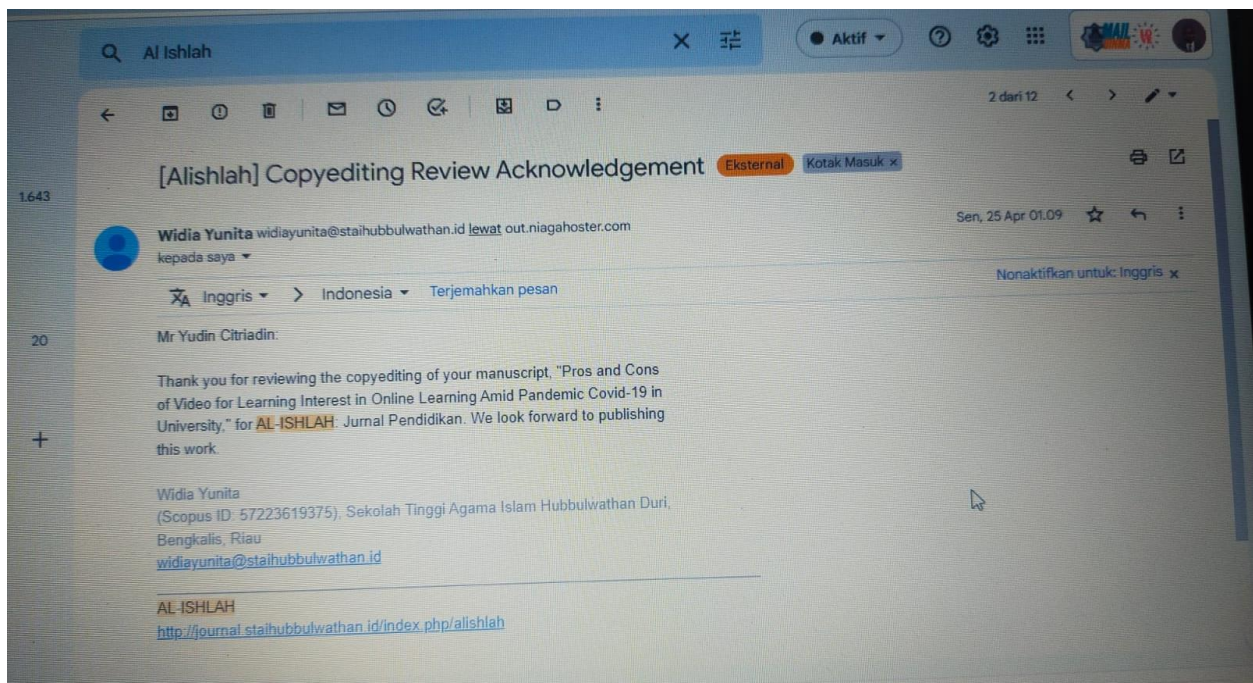 Al Ishlah
Aktif
MAIL
2 dari 12
[Alishlah] Copyediting Review Acknowledgement Eksternal Kotak Masuk ×
1.643
Sen, 25 Apr 01.09
Widia Yunita widiayunita@staihubbulwathan.id lewat out.niagahoster.com
kepada saya
Inggris > Indonesia Terjemahkan pesan
Nonaktifkan untuk: Inggris x
Mr Yudin Citriadin:
20
Thank you for reviewing the copyediting of your manuscript, "Pros and Cons
of Video for Learning Interest in Online Learning Amid Pandemic Covid-19 in
University," for AL-ISHLAH: Jurnal Pendidikan. We look forward to publishing
this work.
Widia Yunita
(Scopus ID: 57223619375), Sekolah Tinggi Agama Islam Hubbulwathan Duri,
Bengkalis, Riau
widiayunita@staihubbulwathan.id
AL-ISHLAH
http://journal.staihubbulwathan.id/index.php/alishlah